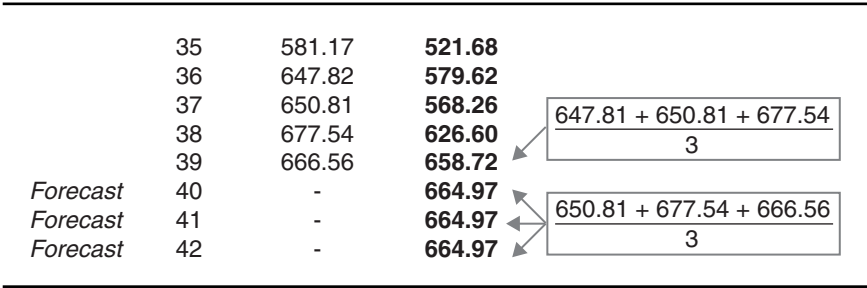 35 581.17 521.68
36 647.82 579.62
37 650.81 568.26
38 677.54 626.60
39 666.56 658.72
647.81 + 650.81 + 677.54
3
Forecast 40 - 664.97
Forecast 41 - 664.97
Forecast 42 - 664.97
650.81 + 677.54 + 666.56
3